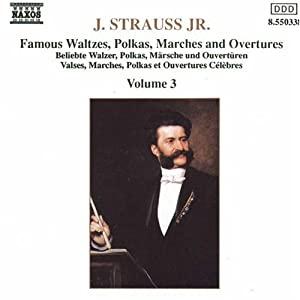 NAXOS
DDD
8.550338
J. STRAUSS JR.
Famous Waltzes, Polkas, Marches and Overtures
Beliebte Walzer, Polkas, Märsche und Ouvertüren
Valses, Marches, Polkas et Ouvertures Célèbres
Volume 3